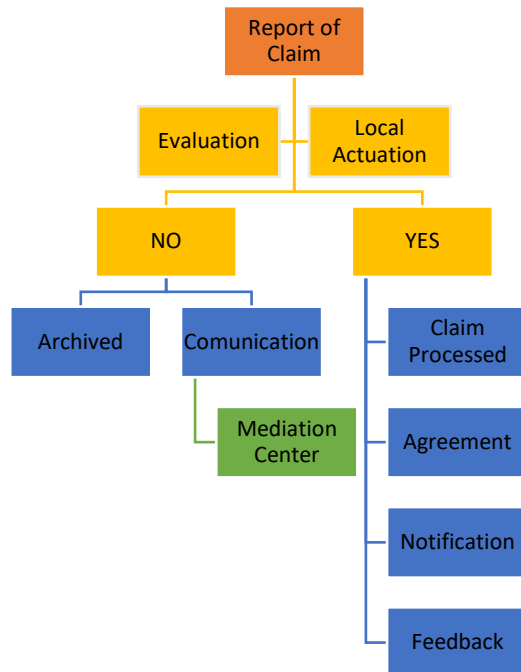 Report of
Claim
Evaluation
Local
Actuation
NO
YES
Archived
Comunication
Claim
Processed
Mediation
Center
Agreement
Notification
Feedback